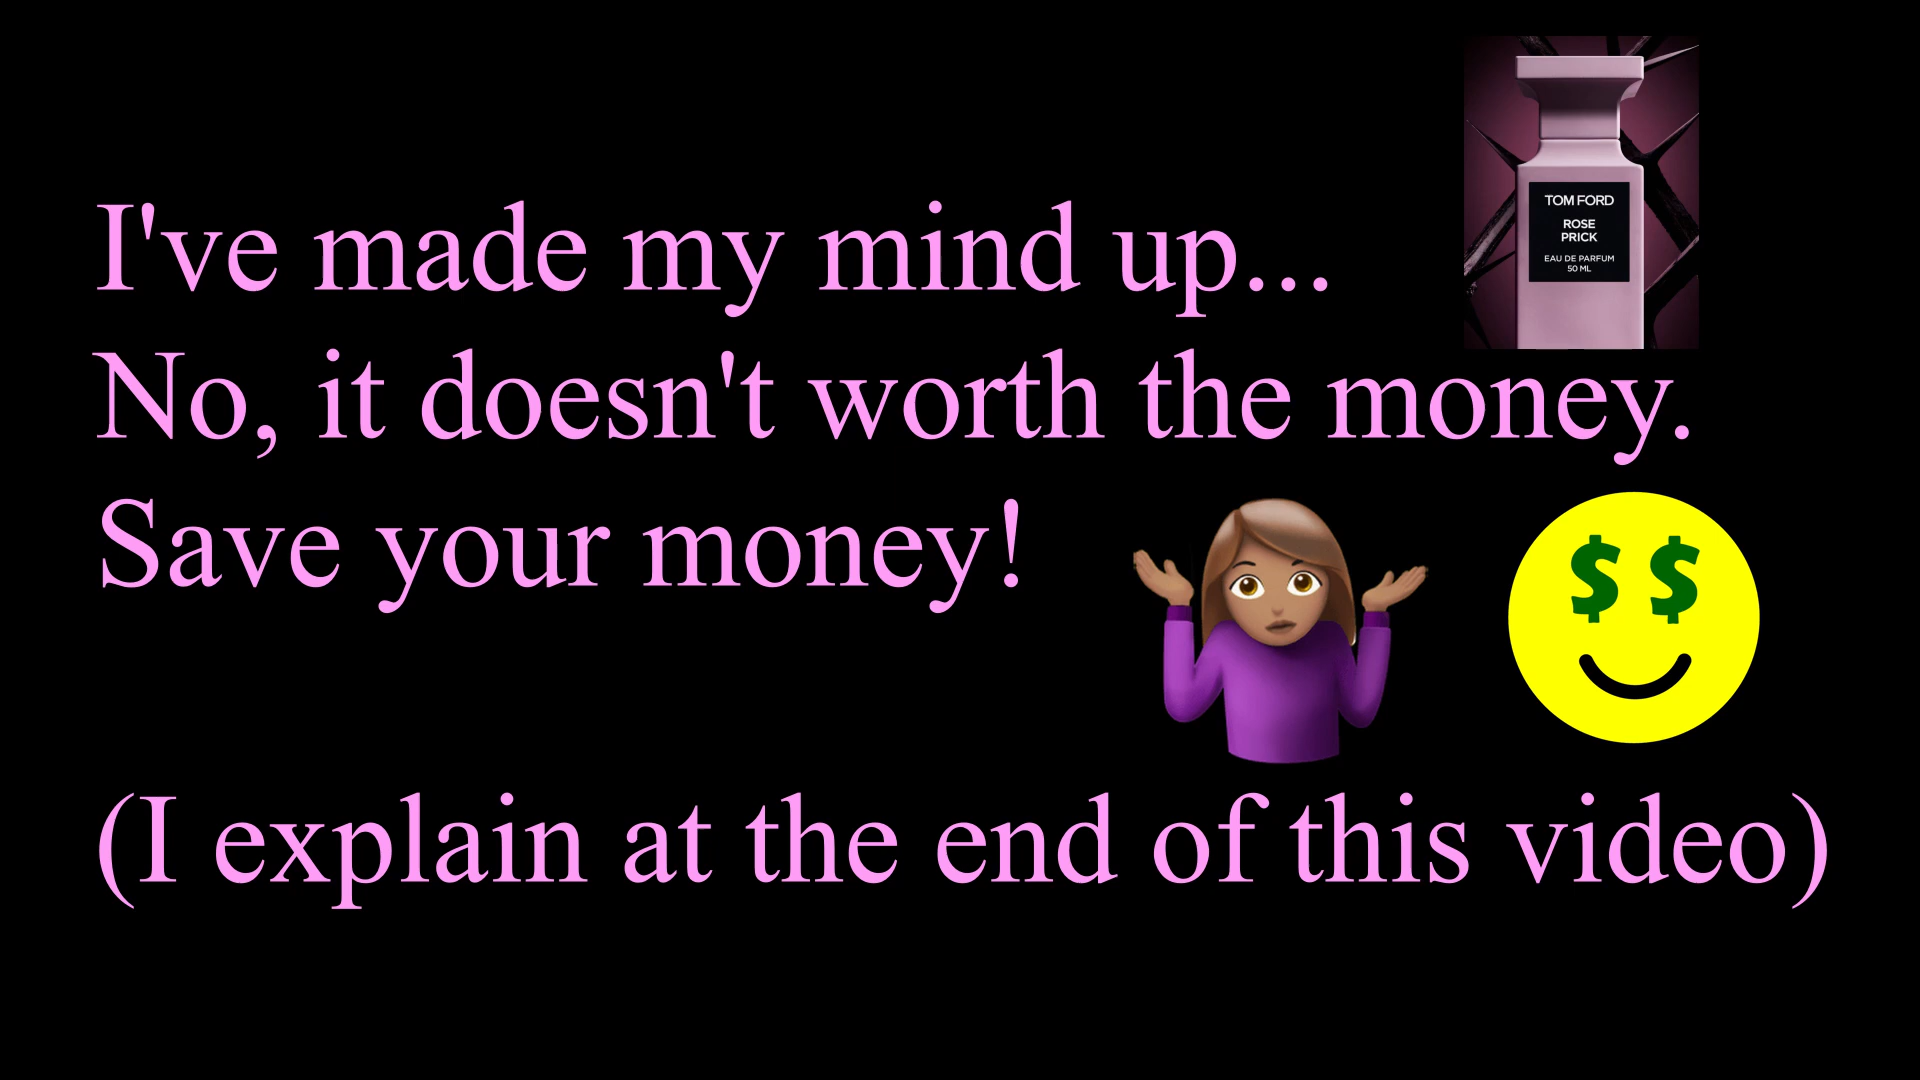 TOM FORD
ROSE
PRICK
EAU DE PARFUM
50 ML
I've made my mind up...
No, it doesn't worth the money.
Save your money!
$ $
(I explain at the end of this video)